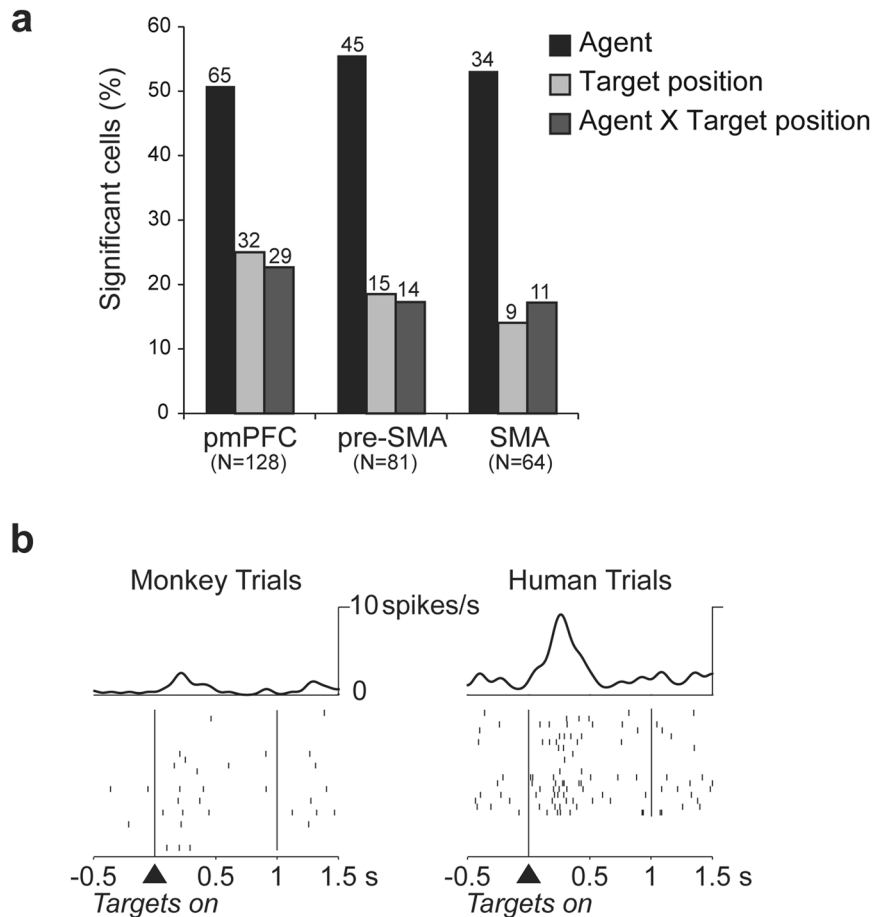 a
Significant cells (%)
60
50
40
30
20
10
0
65
32
29
45
15
14
34
9
11
Agent
Target position
Agent X Target position
pmPFC
(N=128)
pre-SMA
(N=81)
SMA
(N=64)
b
Monkey Trials
10 spikes/s
0
Human Trials
-0.5 0.5 1 1.5 s
Targets on
-0.5 0.5 1 1.5 s
Targets on